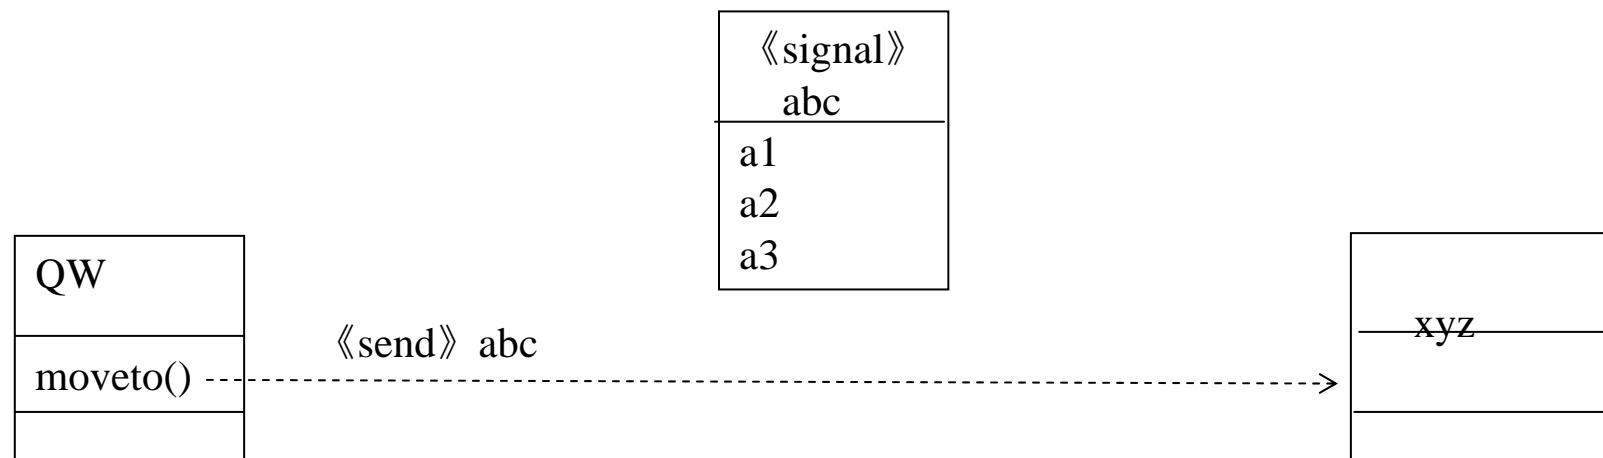 《signal》
abc
a1
a2
a3
QW
《send》abc
xyz
moveto()